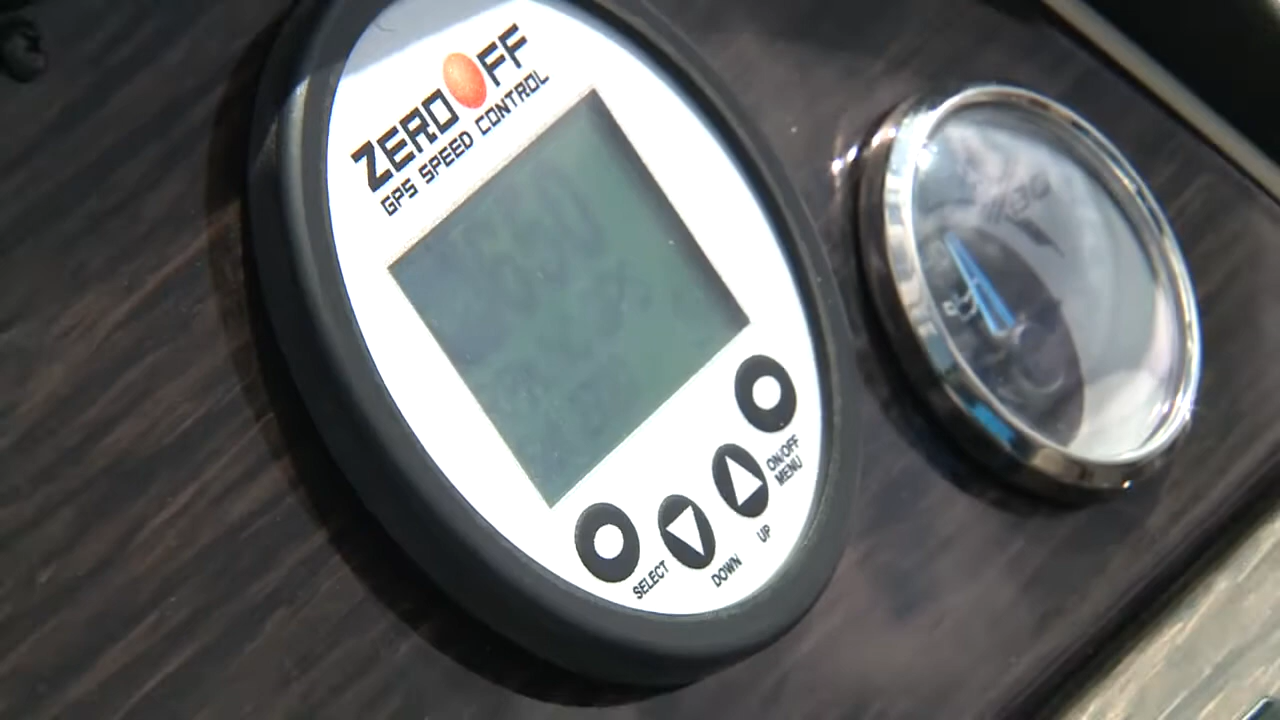 ZERO OFF
GPS SPEED CONTROL
ON/OFF
MENU
UP
DOWN
SELECT